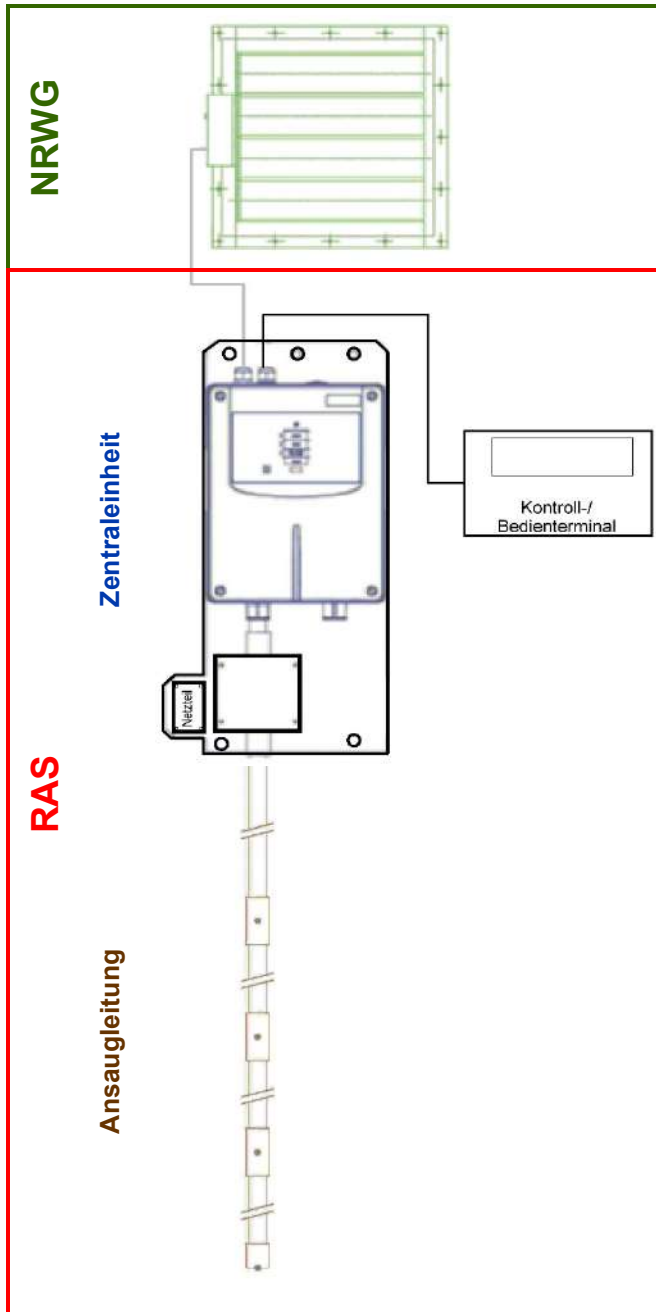 NRWG
Zentraleinheit
Kontroll-/
Bedienterminal
Netzteil
RAS
Ansaugleitung